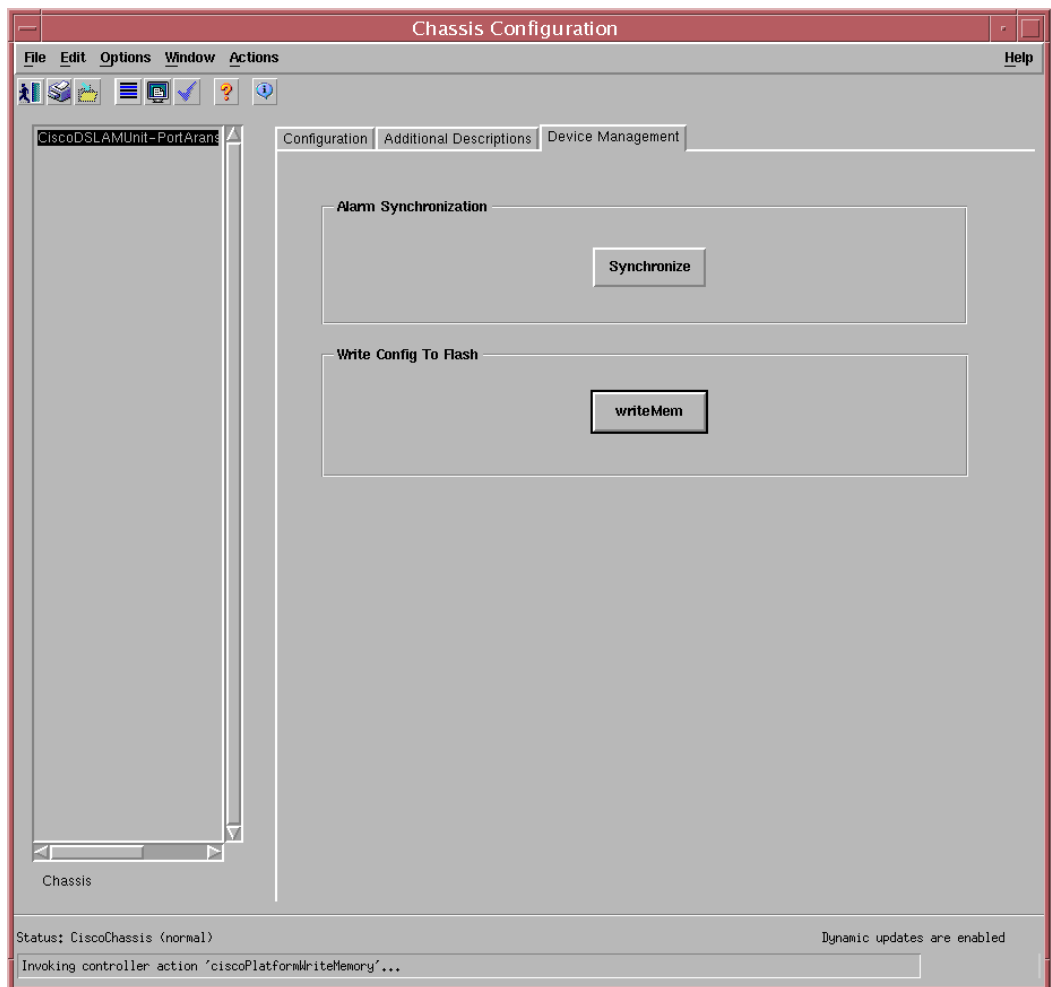 Chassis Configuration
File Edit Options Window Actions Help
CiscoDSLAMUnit-PortArans
Configuration Additional Descriptions Device Management
Alarm Synchronization
Synchronize
Write Config To Flash
writeMem
Chassis
Status: CiscoChassis (normal) Dynamic updates are enabled
Invoking controller action 'ciscoPlatformWriteMemory'...